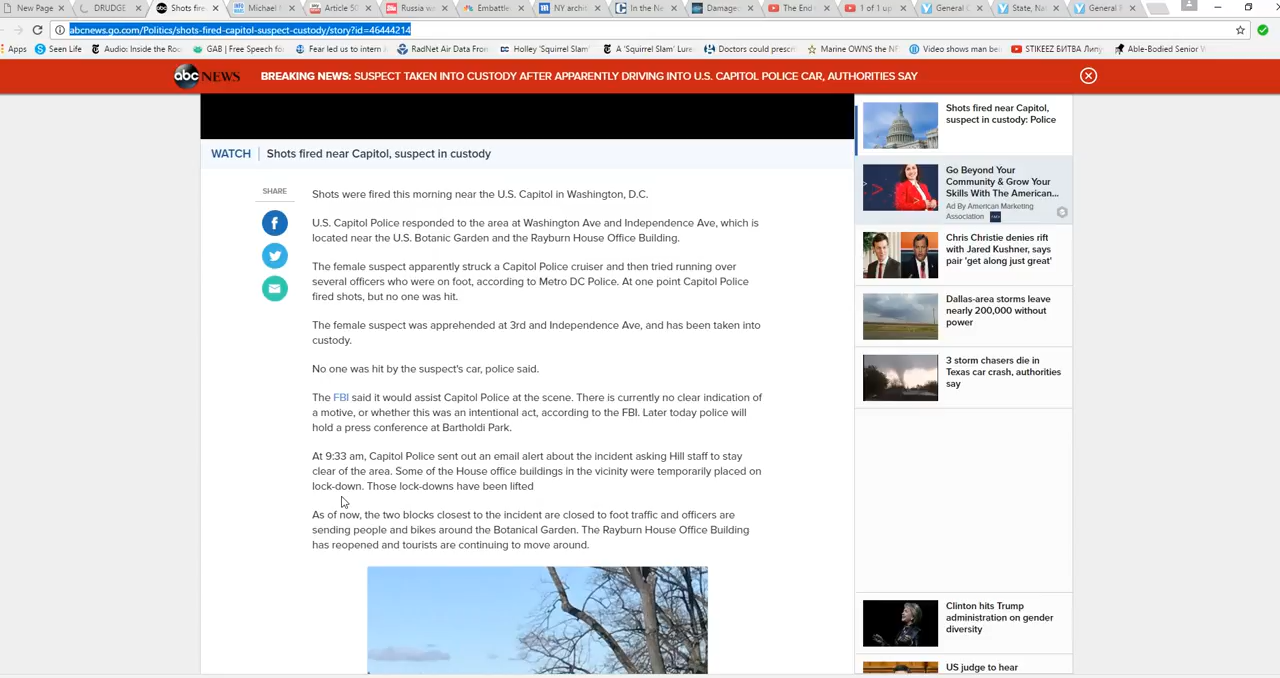 New Page
DRUDGE
Shots fire
Michael
Article 50
Russia wa
Embattle
NY archit
In the Ne
Damaged
The End
1 of 1 up
General C
State, Na
General
abcnews.go.com/Politics/shots-fired-capitol-suspect-custody/story?id=46444214
Apps
Seen Life
Audio: Inside the Roo
GAB | Free Speech fo
Fear led us to intern
RadNet Air Data From
Holley 'Squirrel Slam'
A 'Squirrel Slam' Lure
Doctors could prescr
Marine OWNS the NF
Video shows man bei
STIKEEZ БИТВА Липу
Able-Bodied Senior
abc NEWS
BREAKING NEWS: SUSPECT TAKEN INTO CUSTODY AFTER APPARENTLY DRIVING INTO U.S. CAPITOL POLICE CAR, AUTHORITIES SAY
WATCH | Shots fired near Capitol, suspect in custody
SHARE
Shots were fired this morning near the U.S. Capitol in Washington, D.C.
U.S. Capitol Police responded to the area at Washington Ave and Independence Ave, which is
located near the U.S. Botanic Garden and the Rayburn House Office Building.
The female suspect apparently struck a Capitol Police cruiser and then tried running over
several officers who were on foot, according to Metro DC Police. At one point Capitol Police
fired shots, but no one was hit.
The female suspect was apprehended at 3rd and Independence Ave, and has been taken into
custody.
No one was hit by the suspect's car, police said.
The FBI said it would assist Capitol Police at the scene. There is currently no clear indication of
a motive, or whether this was an intentional act, according to the FBI. Later today police will
hold a press conference at Bartholdi Park.
At 9:33 am, Capitol Police sent out an email alert about the incident asking Hill staff to stay
clear of the area. Some of the House office buildings in the vicinity were temporarily placed on
lock-down. Those lock-downs have been lifted
As of now, the two blocks closest to the incident are closed to foot traffic and officers are
sending people and bikes around the Botanical Garden. The Rayburn House Office Building
has reopened and tourists are continuing to move around.
Shots fired near Capitol,
suspect in custody: Police
Go Beyond Your
Community & Grow Your
Skills With The American...
Ad By American Marketing
Association
Chris Christie denies rift
with Jared Kushner, says
pair 'get along just great'
Dallas-area storms leave
nearly 200,000 without
power
3 storm chasers die in
Texas car crash, authorities
say
Clinton hits Trump
administration on gender
diversity
US judge to hear